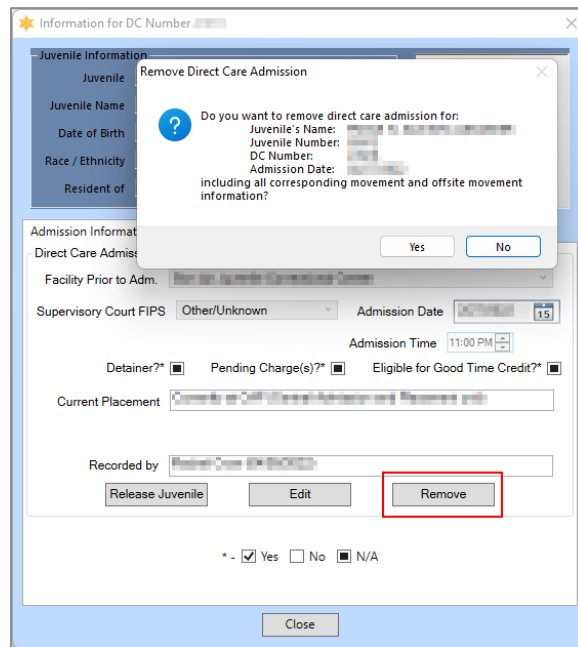 Information for DC Number
Juvenile Information
Juvenile
Juvenile Name
Date of Birth
Race / Ethnicity
Resident of
Remove Direct Care Admission
Do you want to remove direct care admission for:
Juvenile's Name:
Juvenile Number:
DC Number:
Admission Date:
including all corresponding movement and offsite movement
information?
Yes No
Admission Informat
Direct Care Admiss
Facility Prior to Adm.
Supervisory Court FIPS Other/Unknown Admission Date 15
Admission Time 11:00 PM
Detainer?* Pending Charge(s)?* Eligible for Good Time Credit?*
Current Placement
Recorded by
Release Juvenile Edit Remove
* - Yes No N/A
Close